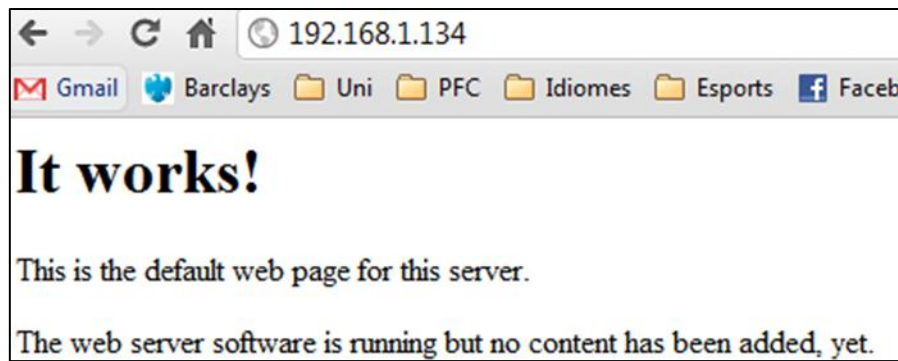 192.168.1.134
Gmail Barclays Uni PFC Idiomes Esports Faceb
It works!
This is the default web page for this server.
The web server software is running but no content has been added, yet.